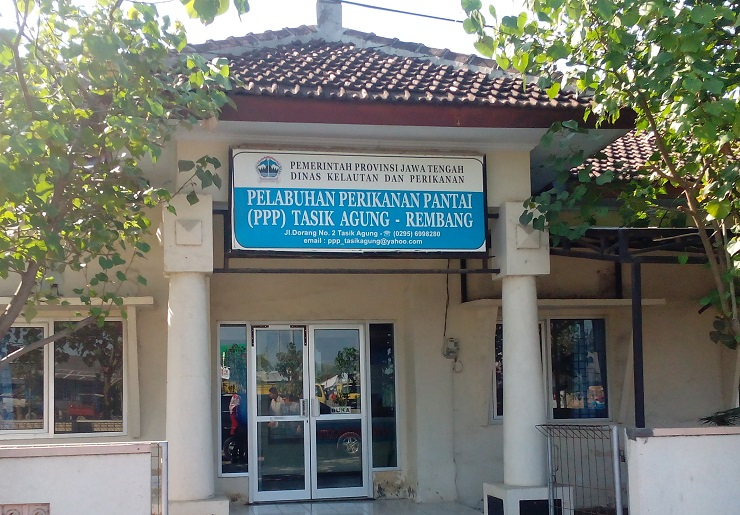 PEMERINTAH PROVINSI JAWA TENGAH
DINAS KELAUTAN DAN PERIKANAN
PELABUHAN PERIKANAN PANTAI
(PPP) TASIK AGUNG - REMBANG
Jl.Dorang No. 2 Tasik Agung - ☏ (0295) 6998280
email : ppp_tasikagung@yahoo.com
BUKA